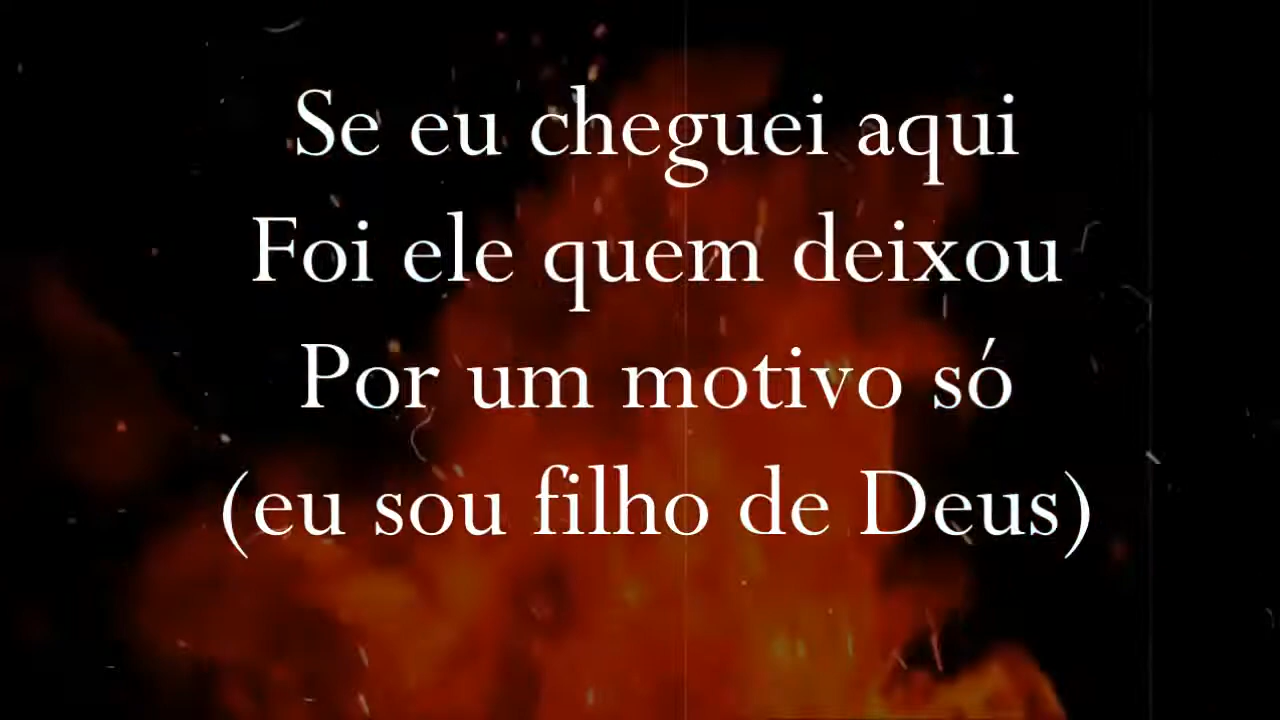 Se eu cheguei aqui
Foi ele quem deixou
Por um motivo só
(eu sou filho de Deus)